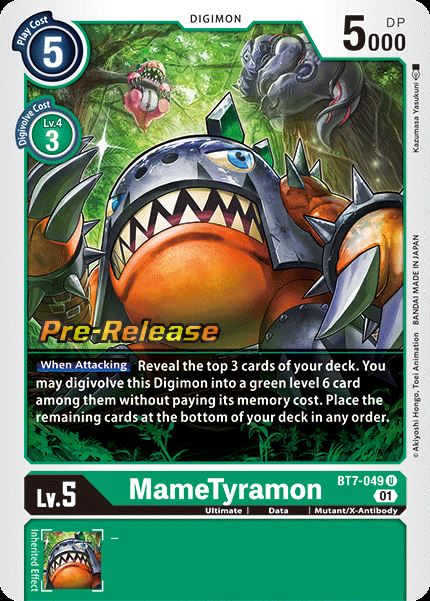 DIGIMON
Play Cost
5
DP
5000
Digivolve Cost
Lv.4
3
Kazumasa Yasukuni
Pre-Release
When Attacking Reveal the top 3 cards of your deck. You
may digivolve this Digimon into a green level 6 card
among them without paying its memory cost. Place the
remaining cards at the bottom of your deck in any order.
© Akiyoshi Hongo, Toei Animation BANDAI MADE IN JAPAN
Lv.5
MameTyramon
BT7-049 U
01
Ultimate | Data | Mutant/X-Antibody
Inherited Effect
–